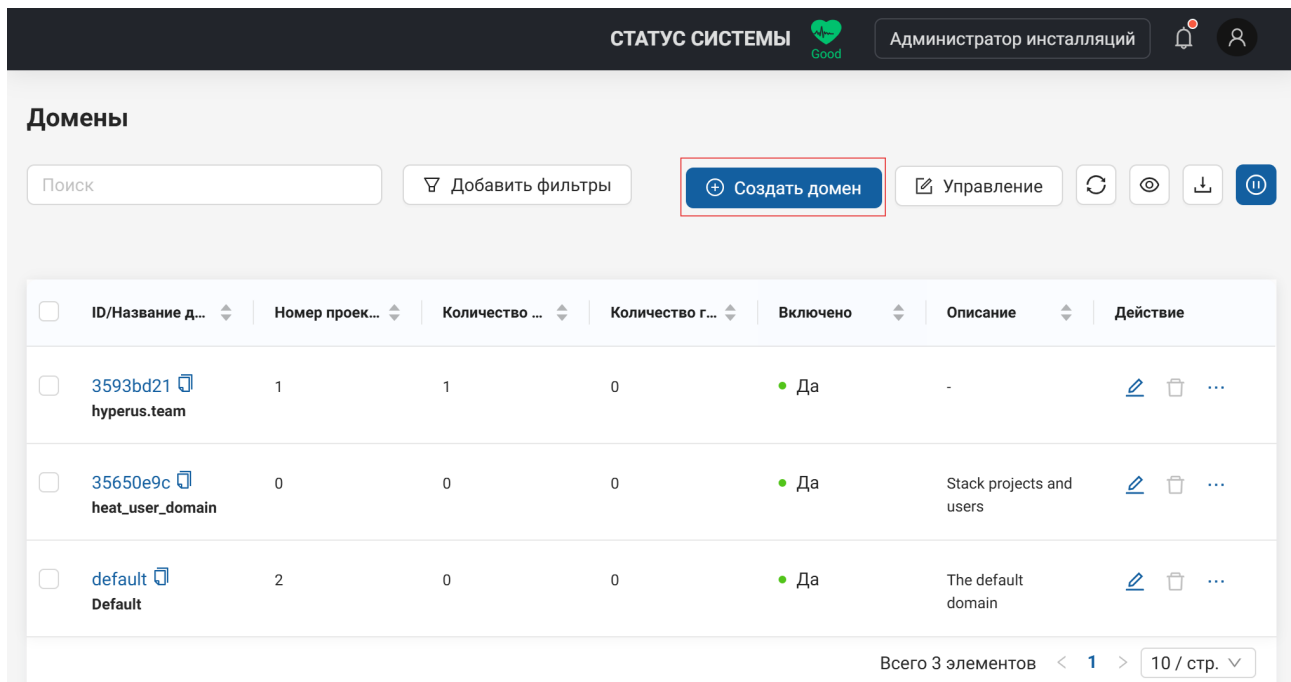 СТАТУС СИСТЕМЫ
Good
Администратор инсталляций
Домены
Поиск
Добавить фильтры
Создать домен
Управление
ID/Название д...
Номер проек...
Количество ...
Количество г...
Включено
Описание
Действие
3593bd21
hyperus.team
1
1
0
Да
-
35650e9c
heat_user_domain
0
0
0
Да
Stack projects and
users
default
Default
2
0
0
Да
The default
domain
Всего 3 элементов
1
10 / стр.